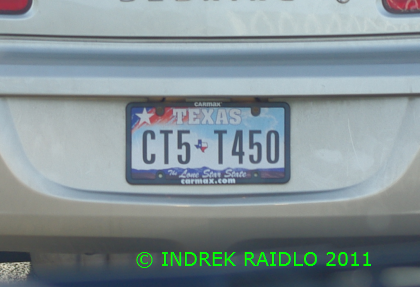 CARMAX
TEXAS
CT5 T450
The Lone Star State
carmax.com
© INDREK RAIDLO 2011